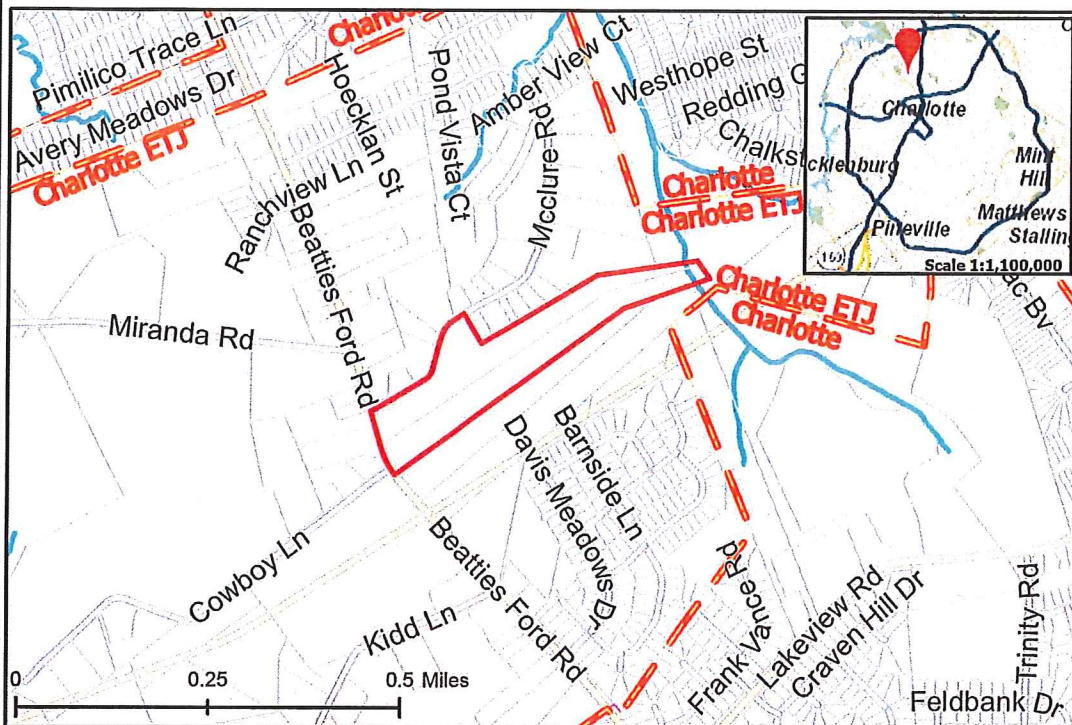 Pimilico Trace Ln
Avery Meadows Dr
Charlotte ETJ
Hoecklan St
Pond Vista Ct
Amber View Ct
Mcclure Rd
Ranchview Ln
Beatties Ford Rd
Westhope St
Redding
Charlotte
Charlotte ETJ
Charlotte
Mint
Hill
Matthews
Pineville
Scale 1:1,100,000
Miranda Rd
Charlotte ETJ
Charlotte
Barnside Ln
Davis Meadows Dr
Cowboy Ln
Beatties Ford Rd
Kidd Ln
Frank Vance Rd
Lakeview Rd
Craven Hill Dr
Trinity Rd
Feldbank Dr
0 0.25 0.5 Miles